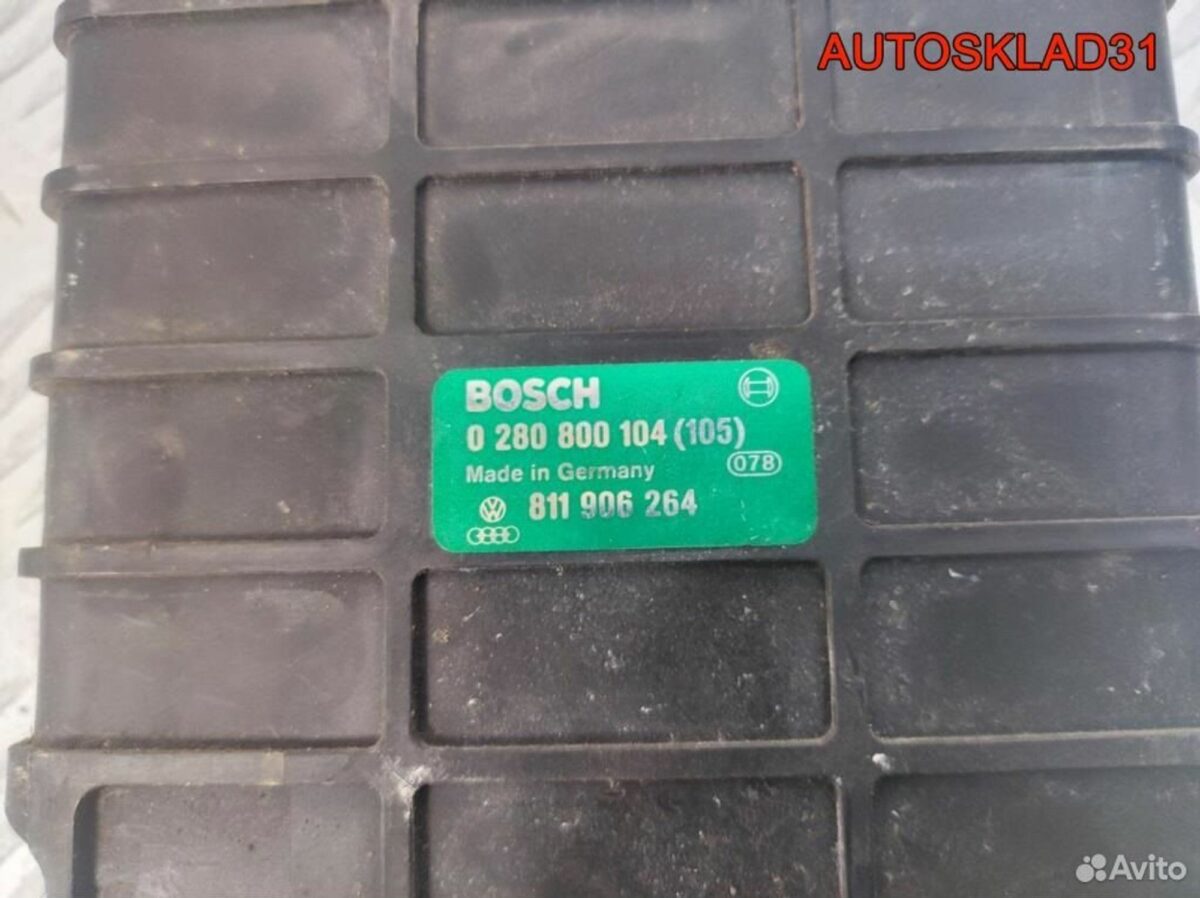 AUTOSKLAD31
BOSCH
0 280 800 104 (105)
Made in Germany 078
811 906 264
Avito